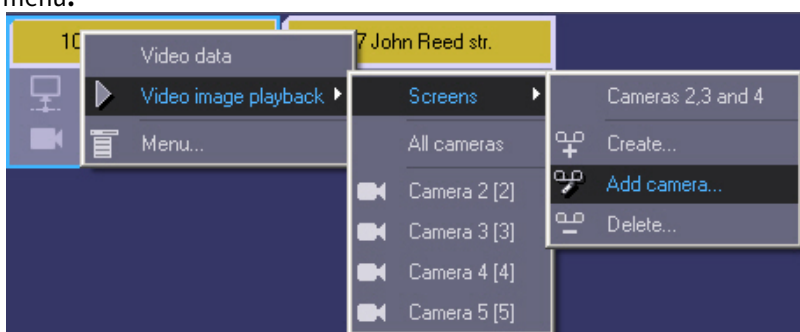 menu.
10
7 John Reed str.
Video data
Video image playback
Menu...
Screens
All cameras
Camera 2 [2]
Camera 3 [3]
Camera 4 [4]
Camera 5 [5]
Cameras 2,3 and 4
Create...
Add camera...
Delete...